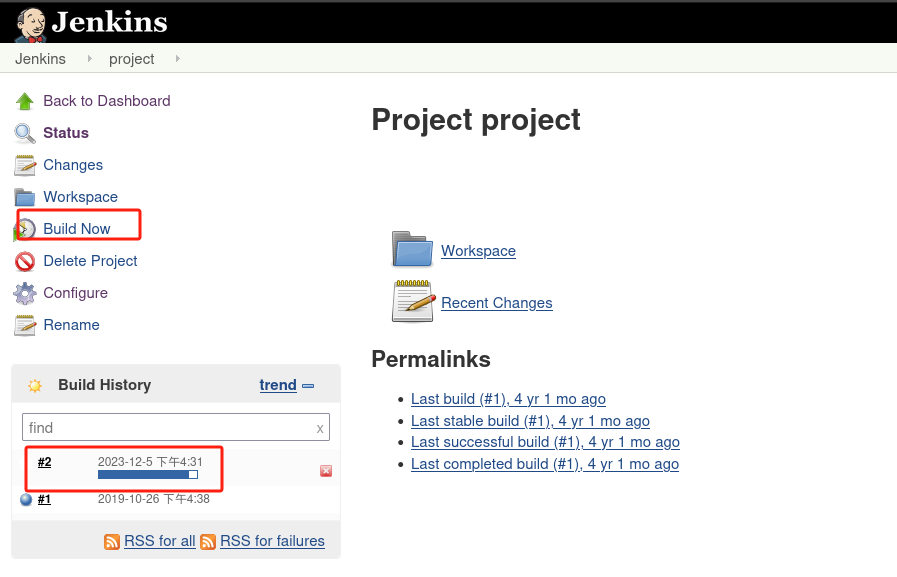 Jenkins
Jenkins project
Back to Dashboard
Status
Changes
Workspace
Build Now
Delete Project
Configure
Rename
Project project
Workspace
Recent Changes
Permalinks
Last build (#1), 4 yr 1 mo ago
Last stable build (#1), 4 yr 1 mo ago
Last successful build (#1), 4 yr 1 mo ago
Last completed build (#1), 4 yr 1 mo ago
Build History trend
find x
#2 2023-12-5 下午4:31
#1 2019-10-26 下午4:38
RSS for all RSS for failures